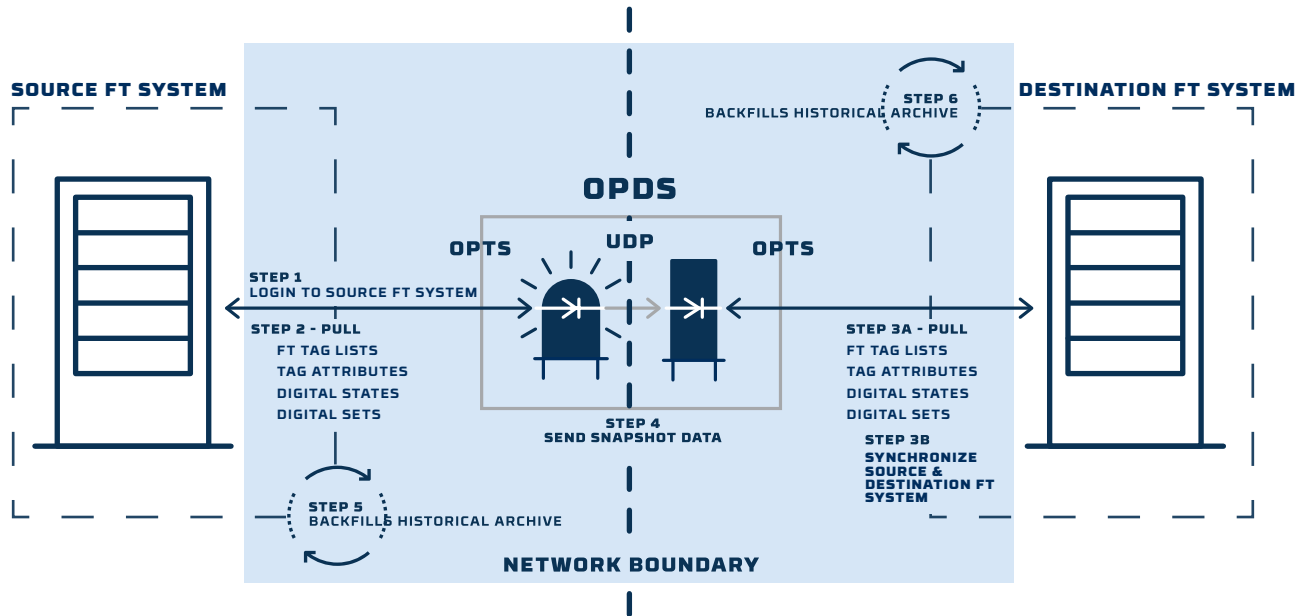 SOURCE FT SYSTEM
DESTINATION FT SYSTEM
STEP 6
BACKFILLS HISTORICAL ARCHIVE
OPDS
OPTS
UDP
OPTS
STEP 1
LOGIN TO SOURCE FT SYSTEM
STEP 2 - PULL
FT TAG LISTS
TAG ATTRIBUTES
DIGITAL STATES
DIGITAL SETS
STEP 3A - PULL
FT TAG LISTS
TAG ATTRIBUTES
DIGITAL STATES
DIGITAL SETS
STEP 3B
SYNCHRONIZE
SOURCE &
DESTINATION FT
SYSTEM
STEP 4
SEND SNAPSHOT DATA
STEP 5
BACKFILLS HISTORICAL ARCHIVE
NETWORK BOUNDARY